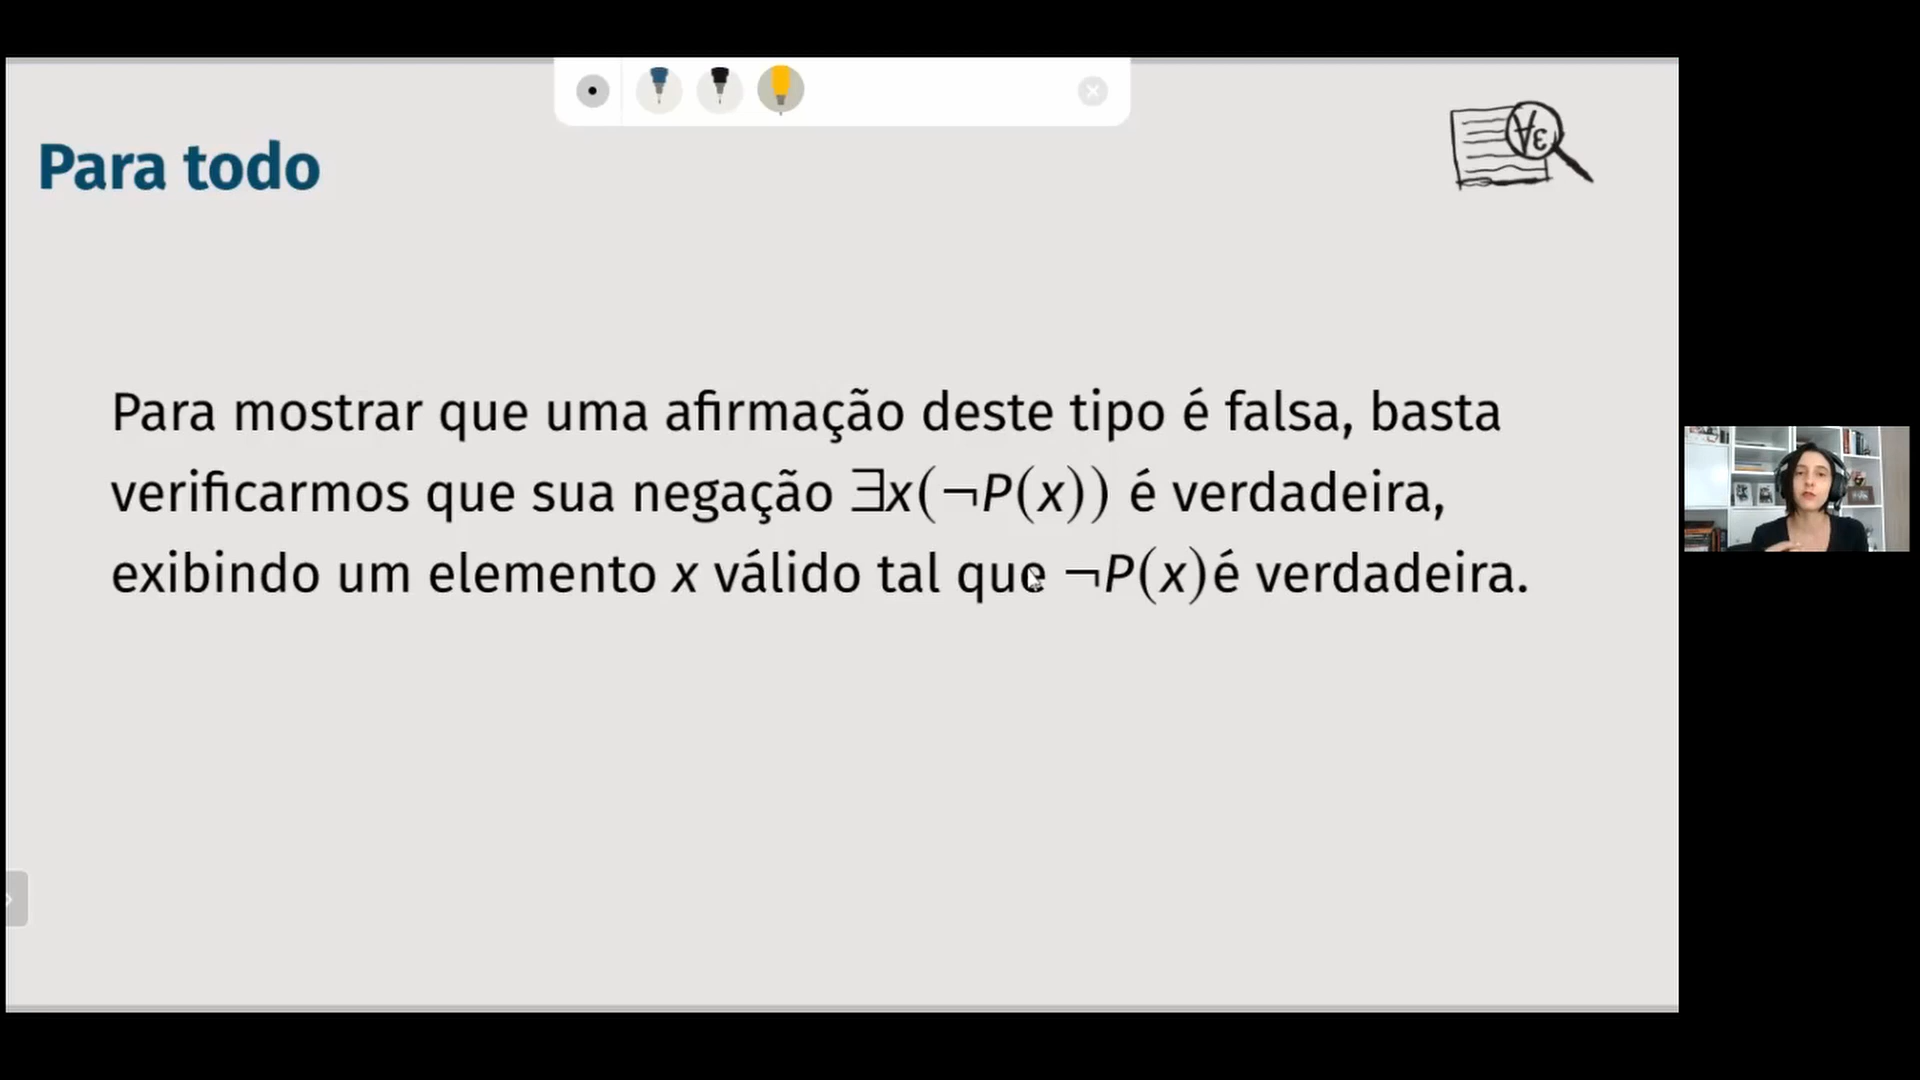 Para todo
∀∃
Para mostrar que uma afirmação deste tipo é falsa, basta
verificarmos que sua negação ∃x(¬P(x)) é verdadeira,
exibindo um elemento x válido tal que ¬P(x)é verdadeira.